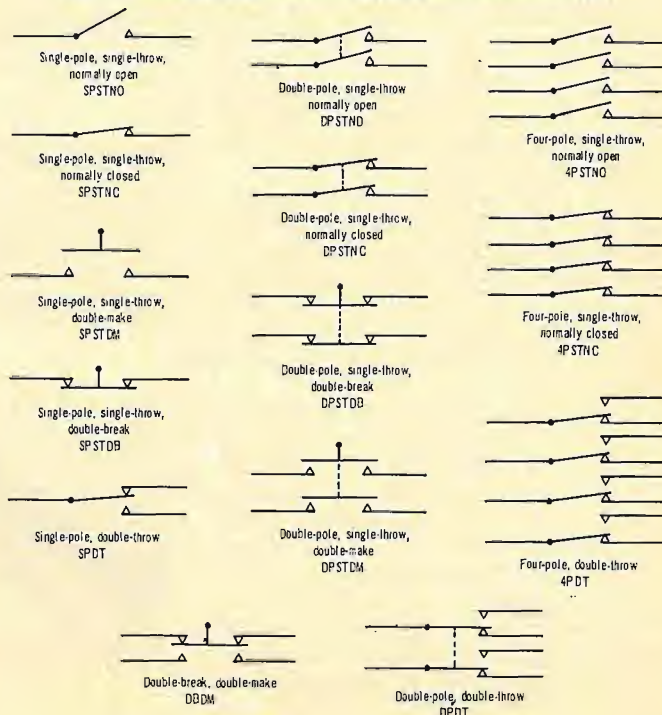 Single-pole, single-throw,
normally open
SPSTNO
Single-pole, single-throw,
normally closed
SPSTNC
Single-pole, single-throw,
double-make
SPSTDM
Single-pole, single-throw,
double-break
SPSTDB
Single-pole, double-throw
SPDT
Double-pole, single-throw
normally open
DPSTND
Double-pole, single-throw,
normally closed
DPSTNC
Double-pole, single-throw,
double-break
DPSTDB
Double-pole, single-throw,
double-make
DPSTDM
Four-pole, single-throw,
normally open
4PSTNO
Four-pole, single-throw,
normally closed
4PSTNC
Four-pole, double-throw
4PDT
Double-break, double-make
DBDM
Double-pole, double-throw
DPDT